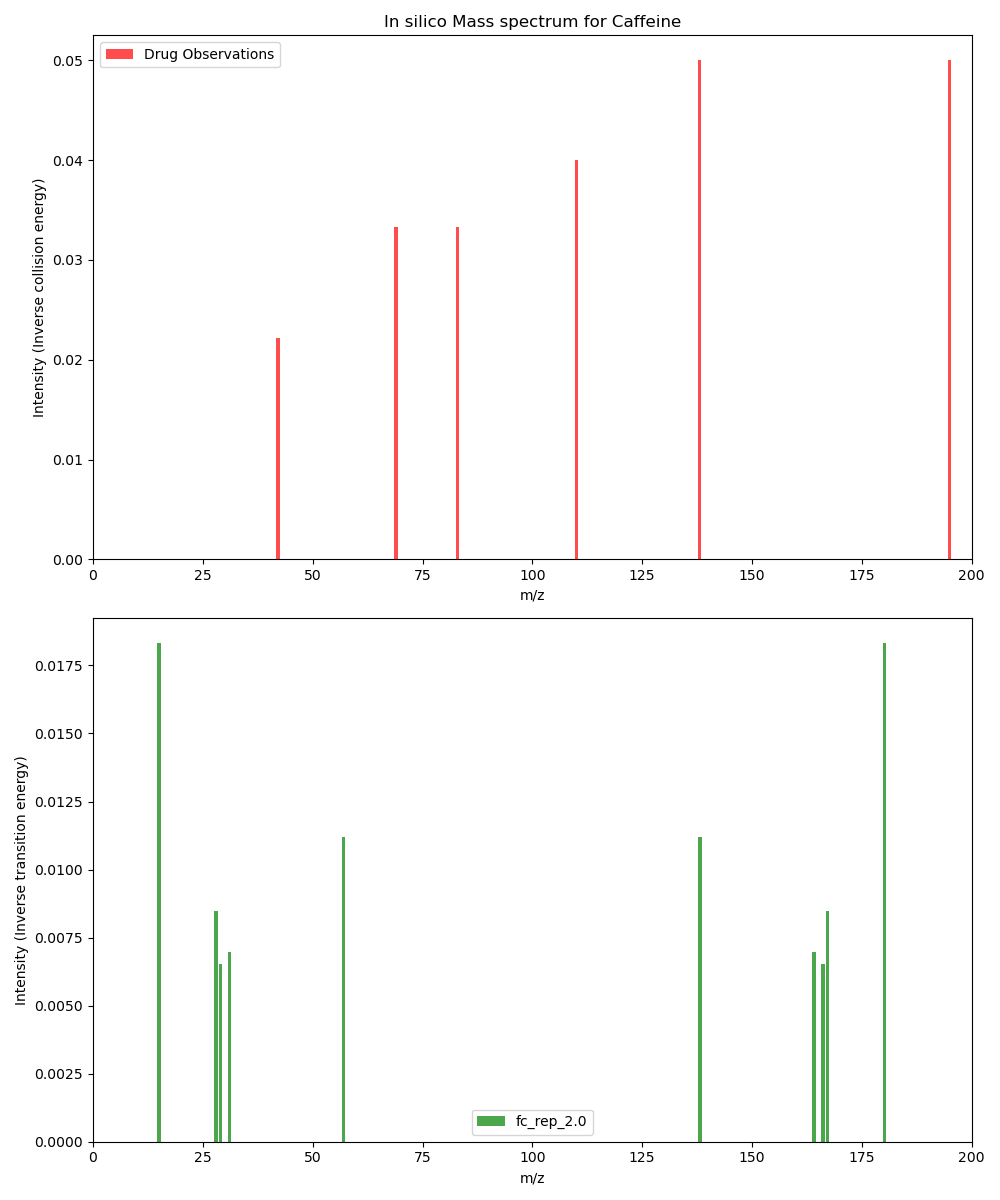 In silico Mass spectrum for Caffeine
Drug Observations
0.05
0.04
0.03
0.02
0.01
0.00
Intensity (Inverse collision energy)
0 25 50 75 100 125 150 175 200
m/z
0.0175
0.0150
0.0125
0.0100
0.0075
0.0050
0.0025
0.0000
Intensity (Inverse transition energy)
fc_rep_2.0
0 25 50 75 100 125 150 175 200
m/z